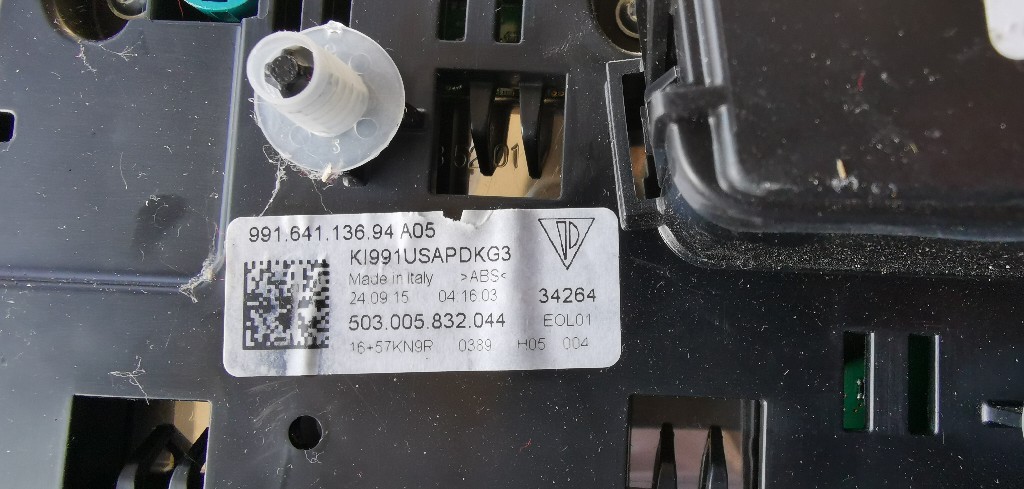 991.641.136.94 A05
KI991USAPDKG3
Made in Italy >ABS<
24.09.15 04:16:03 34264
503.005.832.044 EOL01
16+57KN9R 0389 H05 004